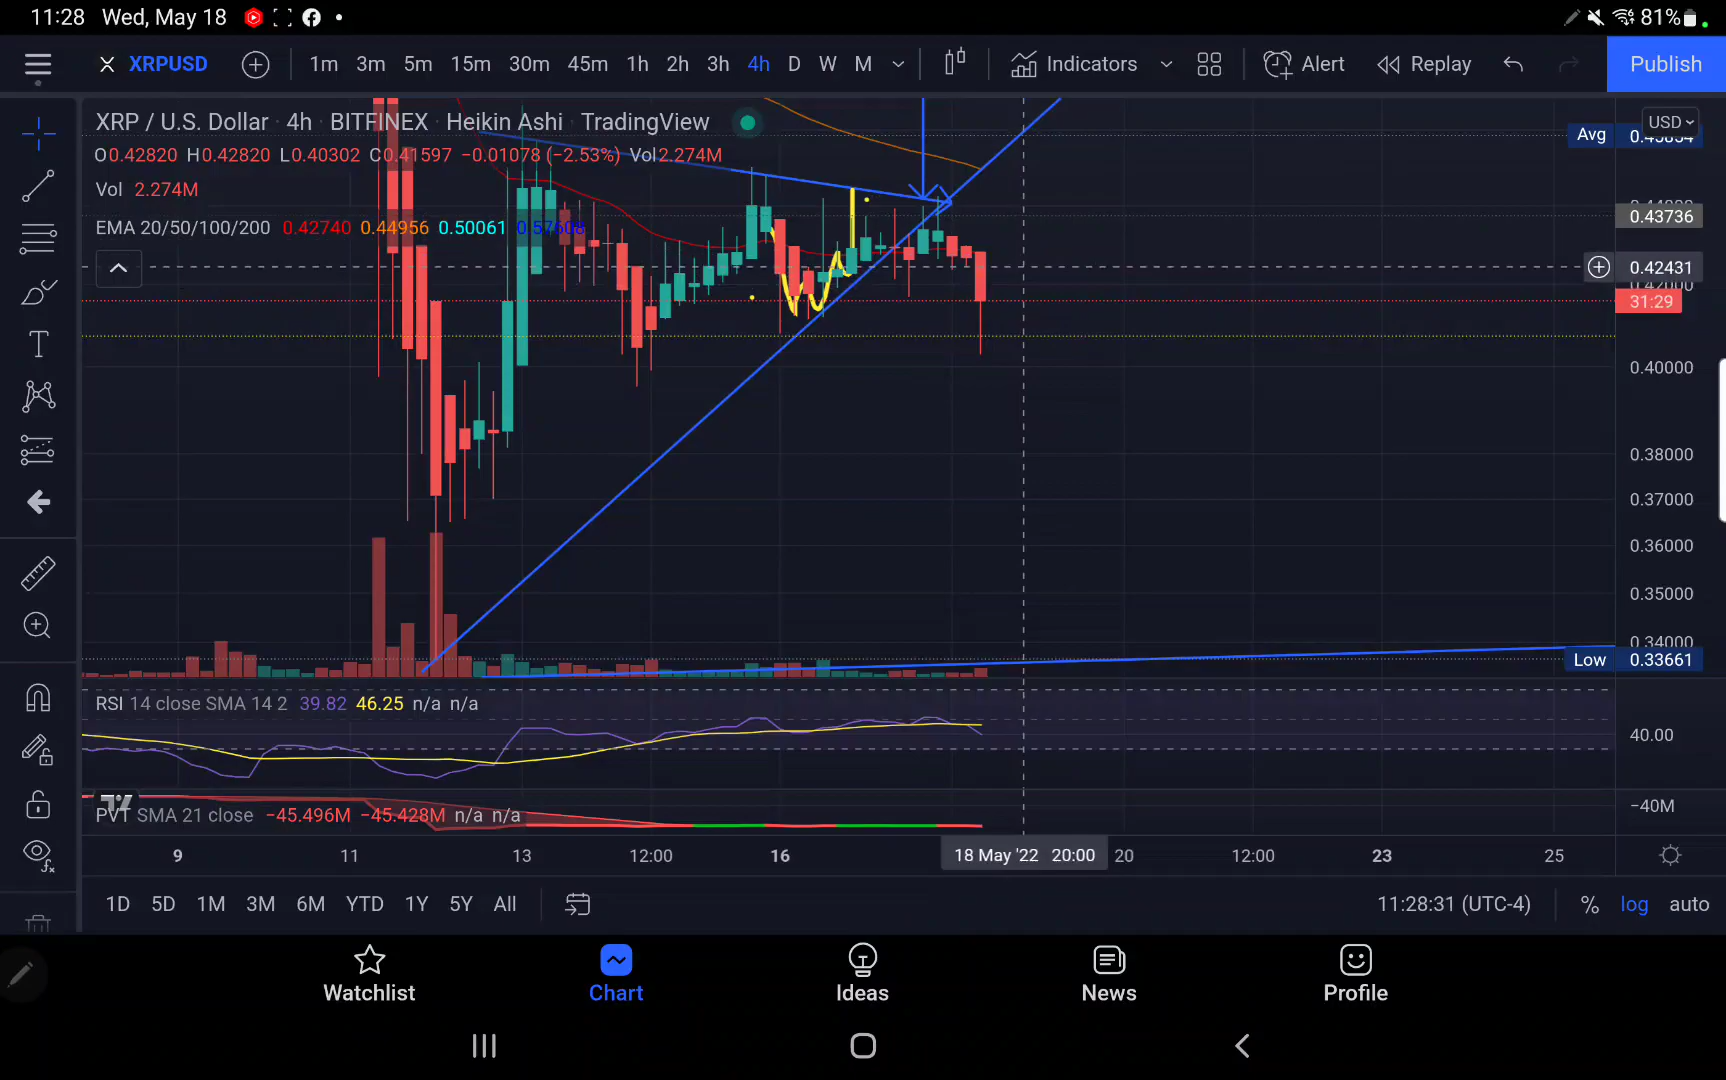 11:28 Wed, May 18 81%
XRPUSD 1m 3m 5m 15m 30m 45m 1h 2h 3h 4h D W M Indicators Alert Replay Publish
XRP / U.S. Dollar · 4h · BITFINEX · Heikin Ashi · TradingView
USD
Avg
O0.42820 H0.42820 L0.40302 C0.41597 −0.01078 (−2.53%) Vol2.274M
Vol 2.274M
0.43736
EMA 20/50/100/200 0.42740 0.44956 0.50061
0.42431
0.42000
31:29
0.40000
0.38000
0.37000
0.36000
0.35000
0.34000
Low 0.33661
RSI 14 close SMA 14 2 39.82 46.25 n/a n/a
40.00
−40M
PVT SMA 21 close −45.496M −45.428M n/a n/a
9 11 13 12:00 16 18 May '22 20:00 20 12:00 23 25
1D 5D 1M 3M 6M YTD 1Y 5Y All 11:28:31 (UTC-4) % log auto
Watchlist Chart Ideas News Profile